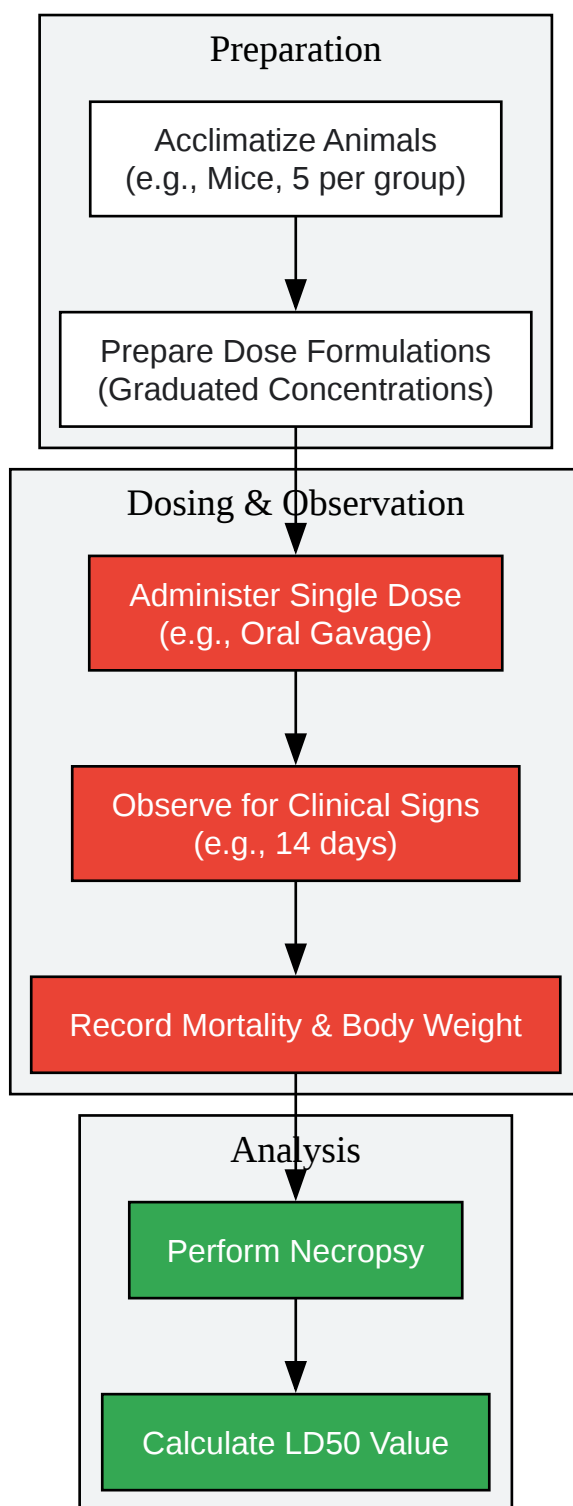 Preparation
Acclimatize Animals
(e.g., Mice, 5 per group)
Prepare Dose Formulations
(Graduated Concentrations)
Dosing & Observation
Administer Single Dose
(e.g., Oral Gavage)
Observe for Clinical Signs
(e.g., 14 days)
Record Mortality & Body Weight
Analysis
Perform Necropsy
Calculate LD50 Value